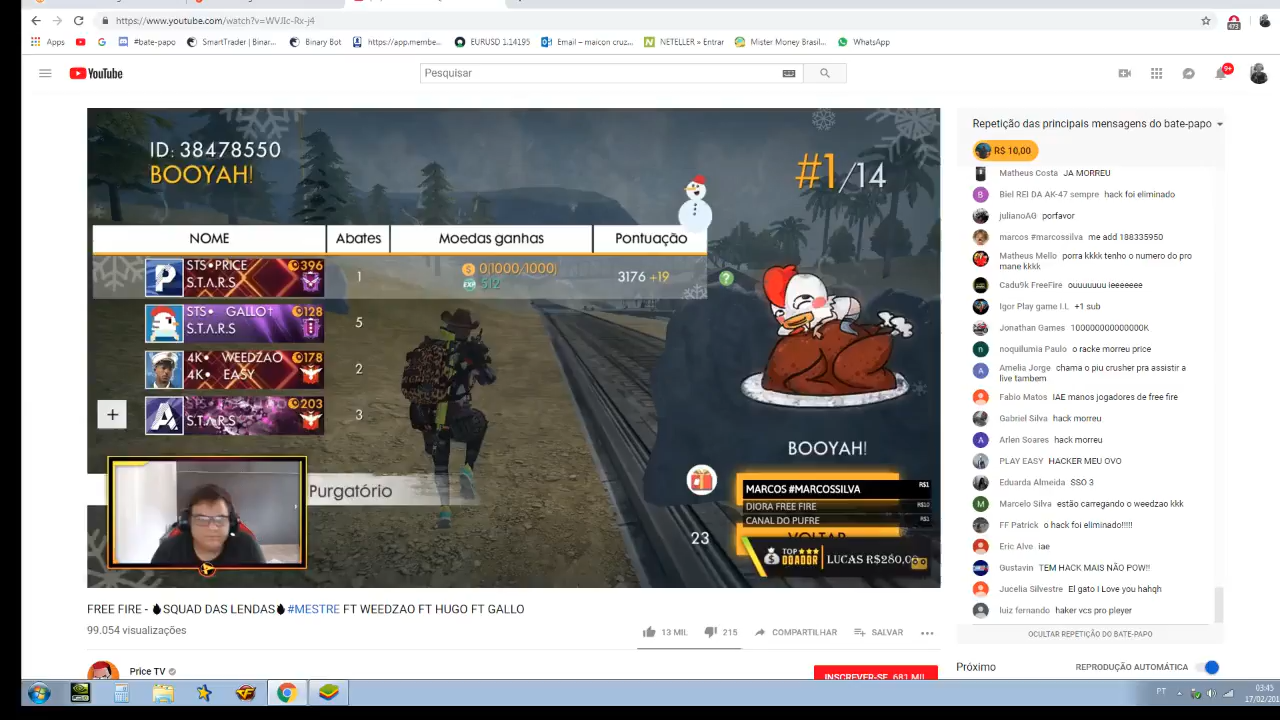 https://www.youtube.com/watch?v=WVJIc-Rx-j4
473
Apps
G
#bate-papo
SmartTrader | Binar...
Binary Bot
https://app.membe...
EURUSD 1.14195
Email – maicon cruz...
NETELLER » Entrar
Mister Money Brasil...
WhatsApp
YouTube
Pesquisar
9+
ID: 38478550
BOOYAH!
#1/14
NOME Abates Moedas ganhas Pontuação
STS•PRICE 396
S.T.A.R.S
1
0(1000/1000)
EXP 512
3176 +19
?
STS• GALLO† 128
S.T.A.R.S
5
4K• WEEDZAO 178
4K• EASY
2
203
S.T.A.R.S
3
+
Purgatório
BOOYAH!
MARCOS #MARCOSSILVA R$1
DIORA FREE FIRE R$10
CANAL DO PUFRE R$1
VOLTAR
23
TOP DOADOR
LUCAS R$280,00
FREE FIRE - SQUAD DAS LENDAS #MESTRE FT WEEDZAO FT HUGO FT GALLO
99.054 visualizações
13 MIL
215
COMPARTILHAR
SALVAR
Price TV
INSCREVER-SE 681 MIL
Repetição das principais mensagens do bate-papo
R$ 10,00
Matheus Costa JA MORREU
B Biel REI DA AK-47 sempre hack foi eliminado
julianoAG porfavor
marcos #marcossilva me add 188335950
Matheus Mello porra kkkk tenho o numero do pro
mane kkkk
Cadu9k FreeFire ouuuuuuu ieeeeeee
Igor Play game I.L +1 sub
Jonathan Games 100000000000000K
n noquilumia Paulo o racke morreu price
A Amelia Jorge chama o piu crusher pra assistir a
live tambem
Fabio Matos IAE manos jogadores de free fire
Gabriel Silva hack morreu
A Arlen Soares hack morreu
PLAY EASY HACKER MEU OVO
Eduarda Almeida SSO 3
M Marcelo Silva estão carregando o weedzao kkk
FF Patrick o hack foi eliminado!!!!!
Eric Alve iae
Gustavin TEM HACK MAIS NÃO POW!!
Jucelia Silvestre El gato I Love you hahqh
luiz fernando haker vcs pro pleyer
OCULTAR REPETIÇÃO DO BATE-PAPO
Próximo
REPRODUÇÃO AUTOMÁTICA
PT
03:45
17/02/201